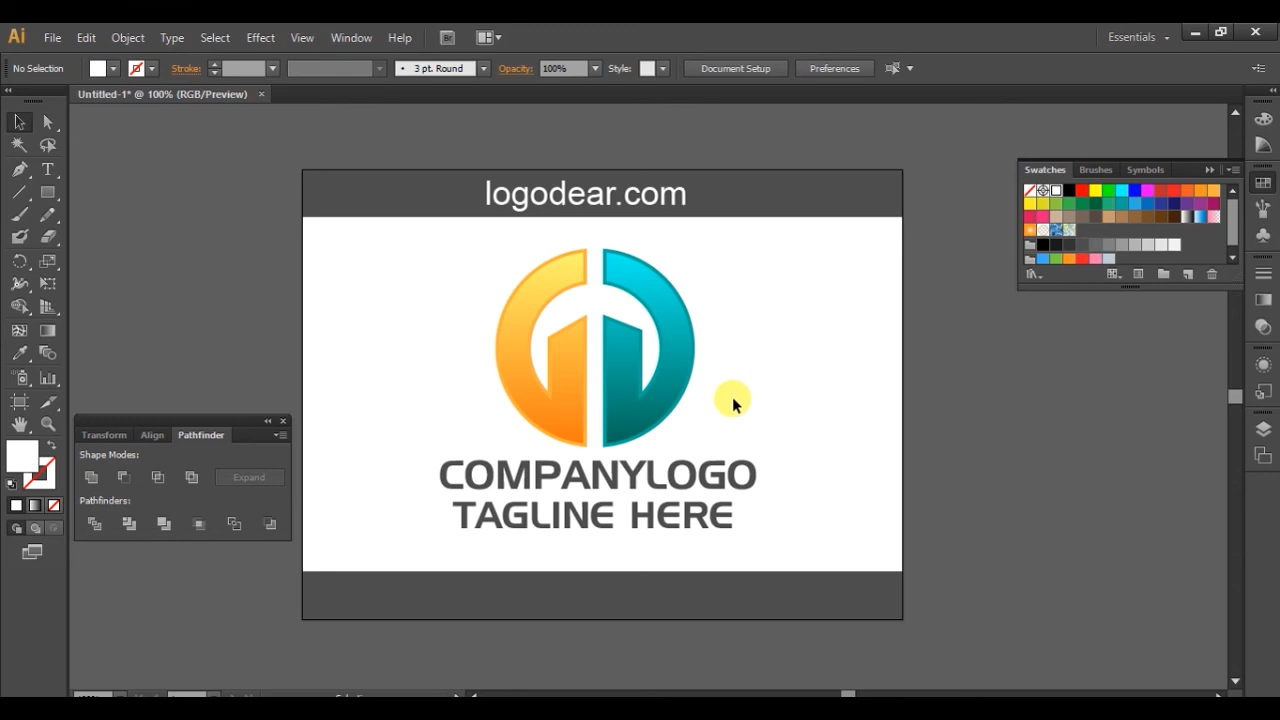 Ai File Edit Object Type Select Effect View Window Help Br Essentials
No Selection Stroke: 3 pt. Round Opacity: 100% Style: Document Setup Preferences
Untitled-1* @ 100% (RGB/Preview) ×
logodear.com
Swatches Brushes Symbols
COMPANYLOGO
TAGLINE HERE
Transform Align Pathfinder
Shape Modes:
Expand
Pathfinders: